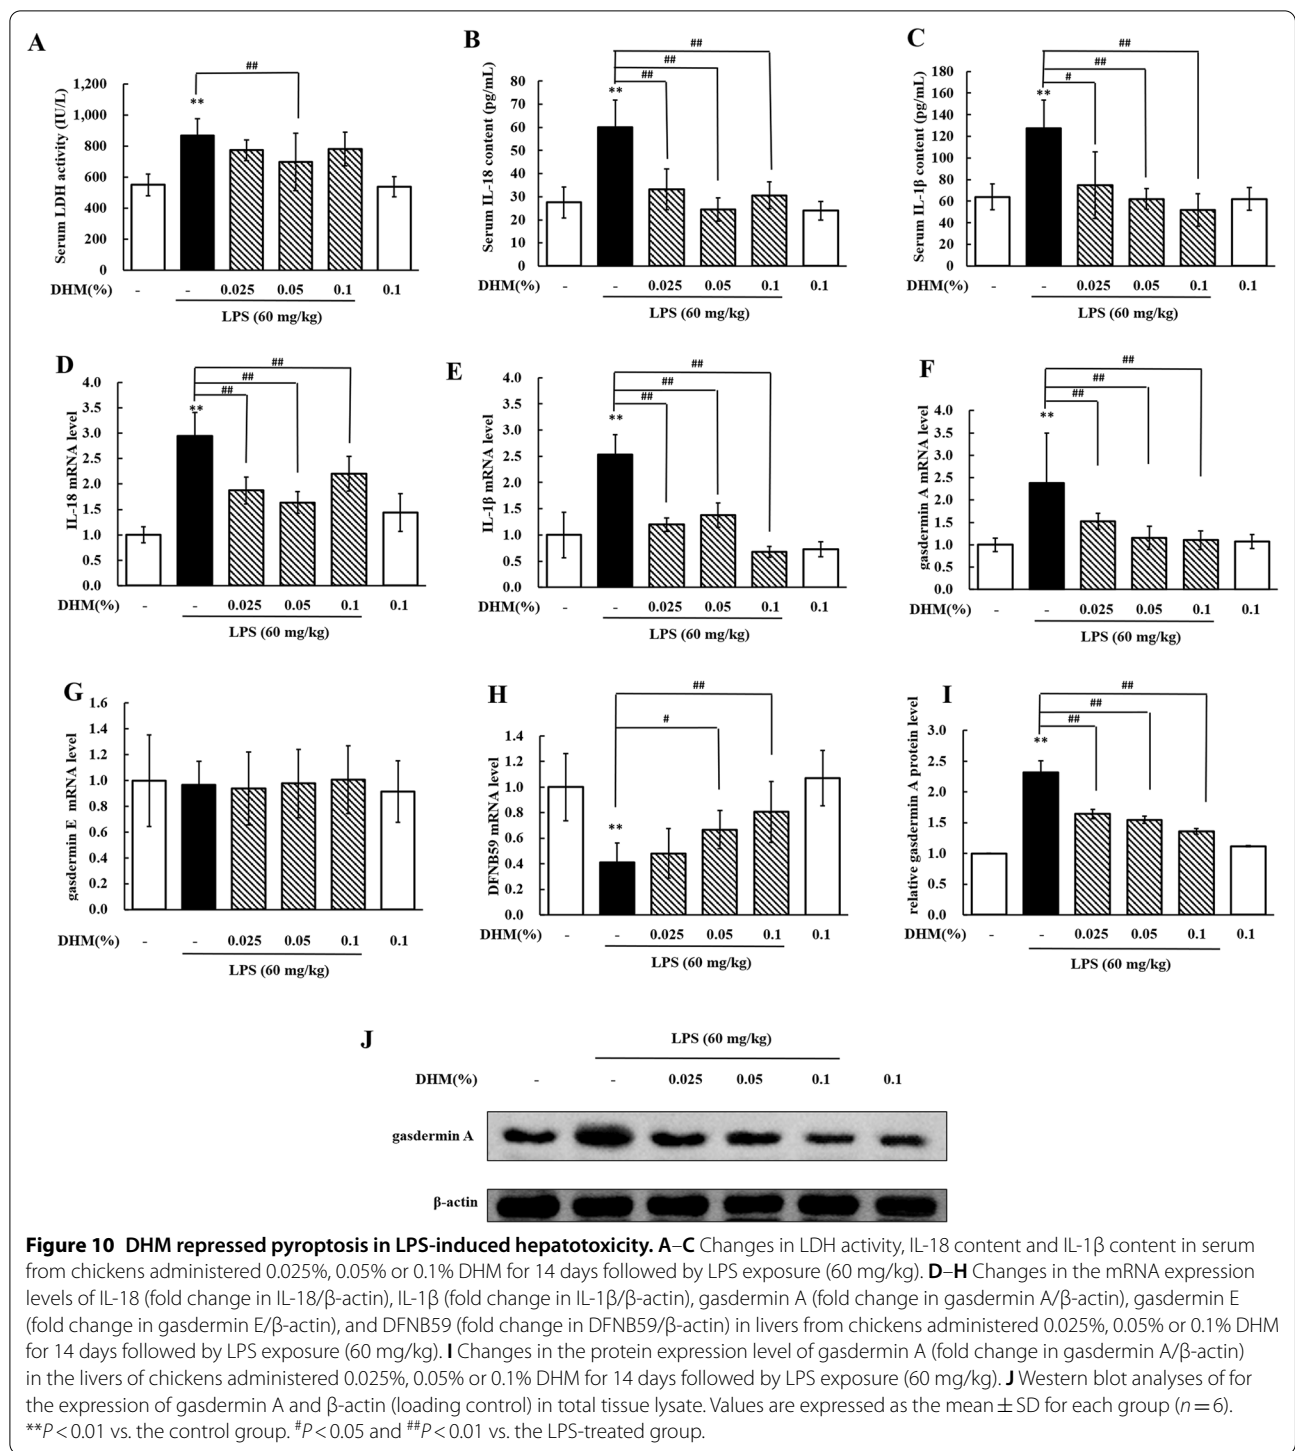 A
##
**
Serum LDH activity (IU/L)
1,200
1,000
800
600
400
200
0
DHM(%) - - 0.025 0.05 0.1 0.1
LPS (60 mg/kg)
B
##
##
##
**
Serum IL-18 content (pg/mL)
80
70
60
50
40
30
20
10
0
DHM(%) - - 0.025 0.05 0.1 0.1
LPS (60 mg/kg)
C
##
##
#
**
Serum IL-1β content (pg/mL)
180
160
140
120
100
80
60
40
20
0
DHM(%) - - 0.025 0.05 0.1 0.1
LPS (60 mg/kg)
D
##
##
##
**
IL-18 mRNA level
4.0
3.5
3.0
2.5
2.0
1.5
1.0
0.5
0.0
DHM(%) - - 0.025 0.05 0.1 0.1
LPS (60 mg/kg)
E
##
##
##
**
IL-1β mRNA level
4.0
3.5
3.0
2.5
2.0
1.5
1.0
0.5
0.0
DHM(%) - - 0.025 0.05 0.1 0.1
LPS (60 mg/kg)
F
##
##
##
**
gasdermin A mRNA level
4.0
3.5
3.0
2.5
2.0
1.5
1.0
0.5
0.0
DHM(%) - - 0.025 0.05 0.1 0.1
LPS (60 mg/kg)
G
gasdermin E mRNA level
1.6
1.4
1.2
1.0
0.8
0.6
0.4
0.2
0.0
DHM(%) - - 0.025 0.05 0.1 0.1
LPS (60 mg/kg)
H
##
#
**
DFNB59 mRNA level
1.4
1.2
1.0
0.8
0.6
0.4
0.2
0.0
DHM(%) - - 0.025 0.05 0.1 0.1
LPS (60 mg/kg)
I
##
##
##
**
relative gasdermin A protein level
3.0
2.5
2.0
1.5
1.0
0.5
0.0
DHM(%) - - 0.025 0.05 0.1 0.1
LPS (60 mg/kg)
J
LPS (60 mg/kg)
DHM(%) - - 0.025 0.05 0.1 0.1
gasdermin A
β-actin
Figure 10 DHM repressed pyroptosis in LPS-induced hepatotoxicity. A–C Changes in LDH activity, IL-18 content and IL-1β content in serum
from chickens administered 0.025%, 0.05% or 0.1% DHM for 14 days followed by LPS exposure (60 mg/kg). D–H Changes in the mRNA expression
levels of IL-18 (fold change in IL-18/β-actin), IL-1β (fold change in IL-1β/β-actin), gasdermin A (fold change in gasdermin A/β-actin), gasdermin E
(fold change in gasdermin E/β-actin), and DFNB59 (fold change in DFNB59/β-actin) in livers from chickens administered 0.025%, 0.05% or 0.1% DHM
for 14 days followed by LPS exposure (60 mg/kg). I Changes in the protein expression level of gasdermin A (fold change in gasdermin A/β-actin)
in the livers of chickens administered 0.025%, 0.05% or 0.1% DHM for 14 days followed by LPS exposure (60 mg/kg). J Western blot analyses of for
the expression of gasdermin A and β-actin (loading control) in total tissue lysate. Values are expressed as the mean ± SD for each group (n = 6).
**P < 0.01 vs. the control group. #P < 0.05 and ##P < 0.01 vs. the LPS-treated group.